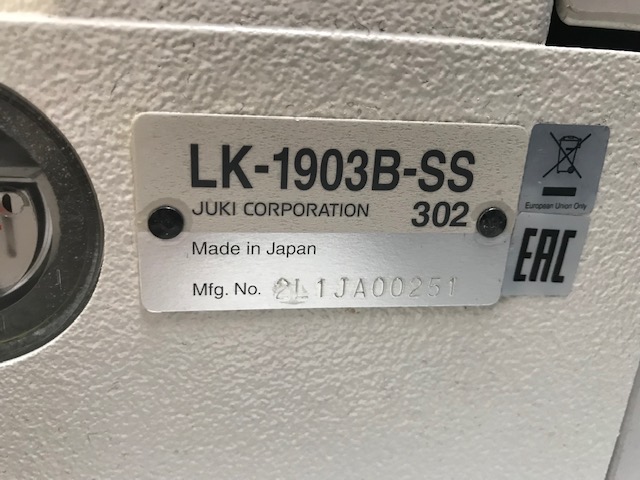 LK-1903B-SS
JUKI CORPORATION 302
Made in Japan
Mfg. No. 2L1JA00251
European Union Only
EAC